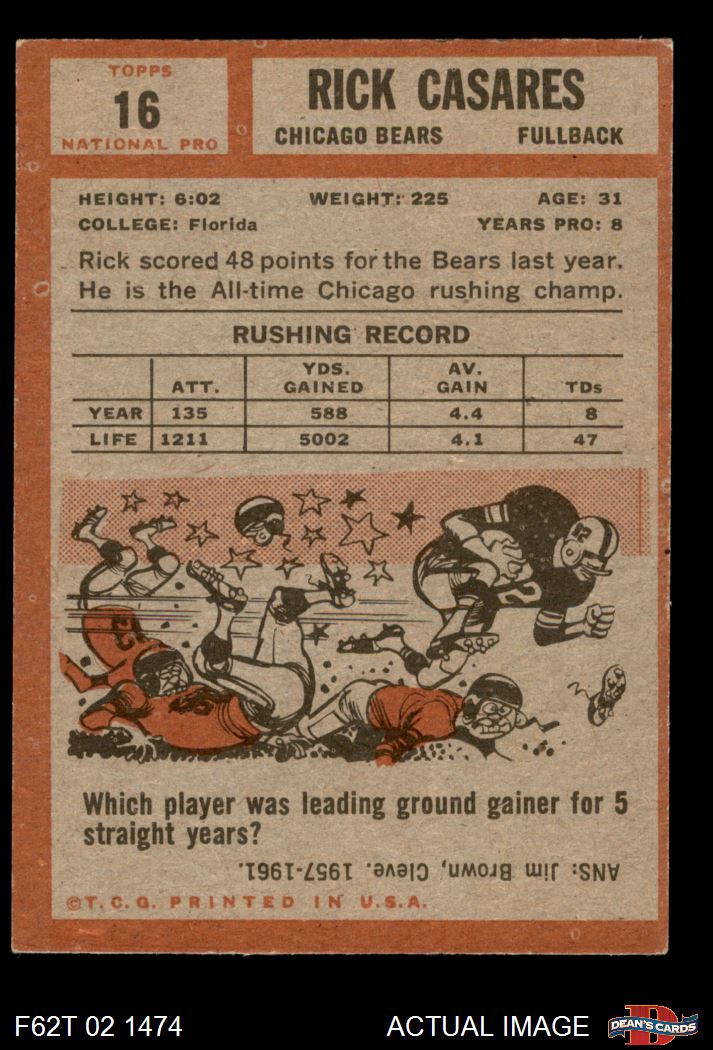 TOPPS
16
NATIONAL PRO
RICK CASARES
CHICAGO BEARS FULLBACK
HEIGHT: 6:02 WEIGHT: 225 AGE: 31
COLLEGE: Florida YEARS PRO: 8
Rick scored 48 points for the Bears last year.
He is the All-time Chicago rushing champ.
RUSHING RECORD
ATT. YDS. GAINED AV. GAIN TDs
YEAR 135 588 4.4 8
LIFE 1211 5002 4.1 47
Which player was leading ground gainer for 5
straight years?
ANS: Jim Brown, Cleve. 1957-1961.
©T.C.G. PRINTED IN U.S.A.
F62T 02 1474 ACTUAL IMAGE
D
DEAN'S CARDS